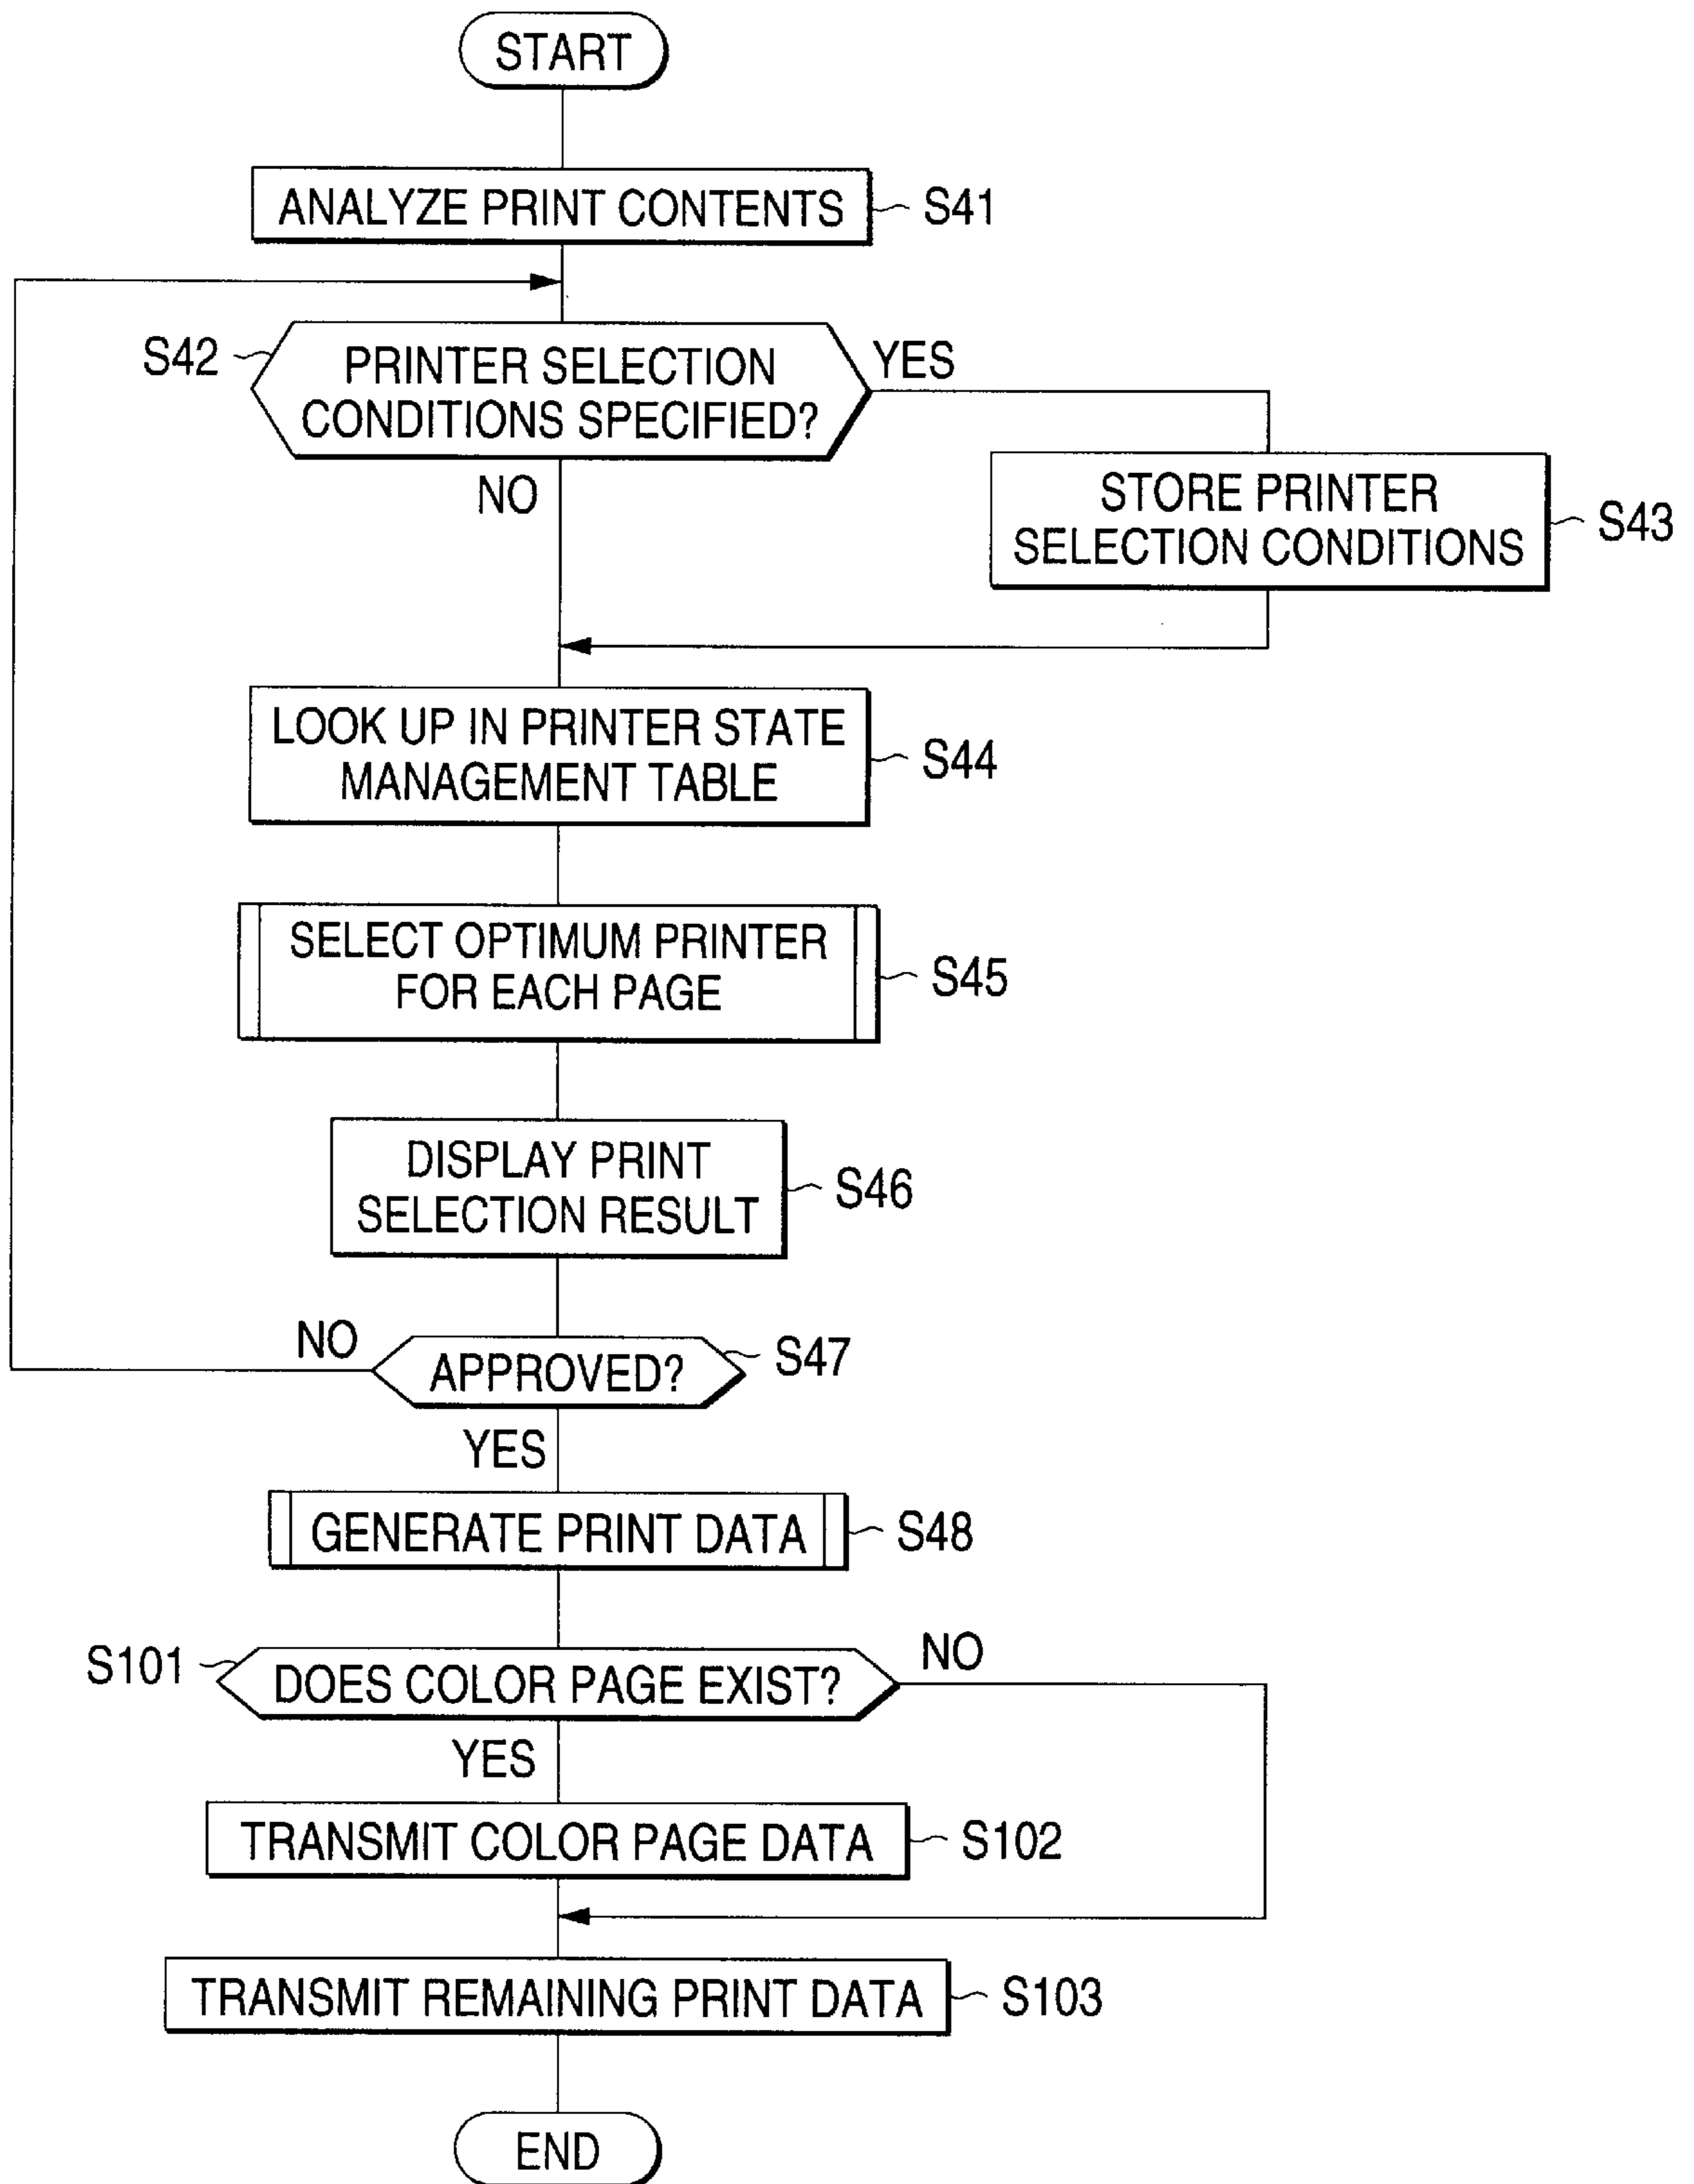 START
ANALYZE PRINT CONTENTS
S41
S42
PRINTER SELECTION
CONDITIONS SPECIFIED?
YES
NO
STORE PRINTER
SELECTION CONDITIONS
S43
LOOK UP IN PRINTER STATE
MANAGEMENT TABLE
S44
SELECT OPTIMUM PRINTER
FOR EACH PAGE
S45
DISPLAY PRINT
SELECTION RESULT
S46
NO
APPROVED?
S47
YES
GENERATE PRINT DATA
S48
S101
DOES COLOR PAGE EXIST?
NO
YES
TRANSMIT COLOR PAGE DATA
S102
TRANSMIT REMAINING PRINT DATA
S103
END